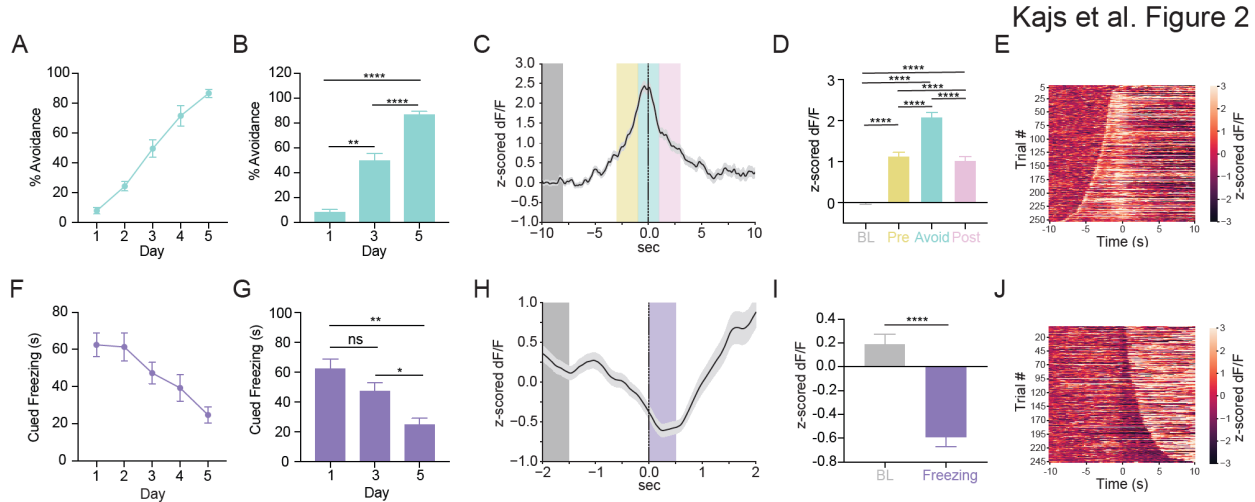 Kajs et al. Figure 2
A
% Avoidance
100
80
60
40
20
0
1 2 3 4 5
Day
B
% Avoidance
120
100
80
60
40
20
0
****
****
**
1 3 5
Day
C
z-scored dF/F
3.0
2.5
2.0
1.5
1.0
0.5
0.0
−0.5
−1.0
−10 −5 0.0 5 10
sec
D
z-scored dF/F
3
2
1
0
****
****
****
**** ****
****
BL Pre Avoid Post
E
Trial #
5
25
50
75
100
125
150
175
200
225
250
-10 -5 0 5 10
Time (s)
3
2
1
0
−1
−2
−3
z-scored dF/F
F
Cued Freezing (s)
80
60
40
20
0
1 2 3 4 5
Day
G
Cued Freezing (s)
100
80
60
40
20
0
**
ns
*
1 3 5
Day
H
z-scored dF/F
1.0
0.5
0.0
−0.5
−1.0
−2 −1 0.0 1 2
sec
I
z-scored dF/F
0.4
0.2
0.0
-0.2
-0.4
-0.6
-0.8
****
BL Freezing
J
Trial #
20
45
70
95
120
145
170
195
220
245
-10 -5 0 5 10
Time (s)
3
2
1
0
−1
−2
−3
z-scored dF/F